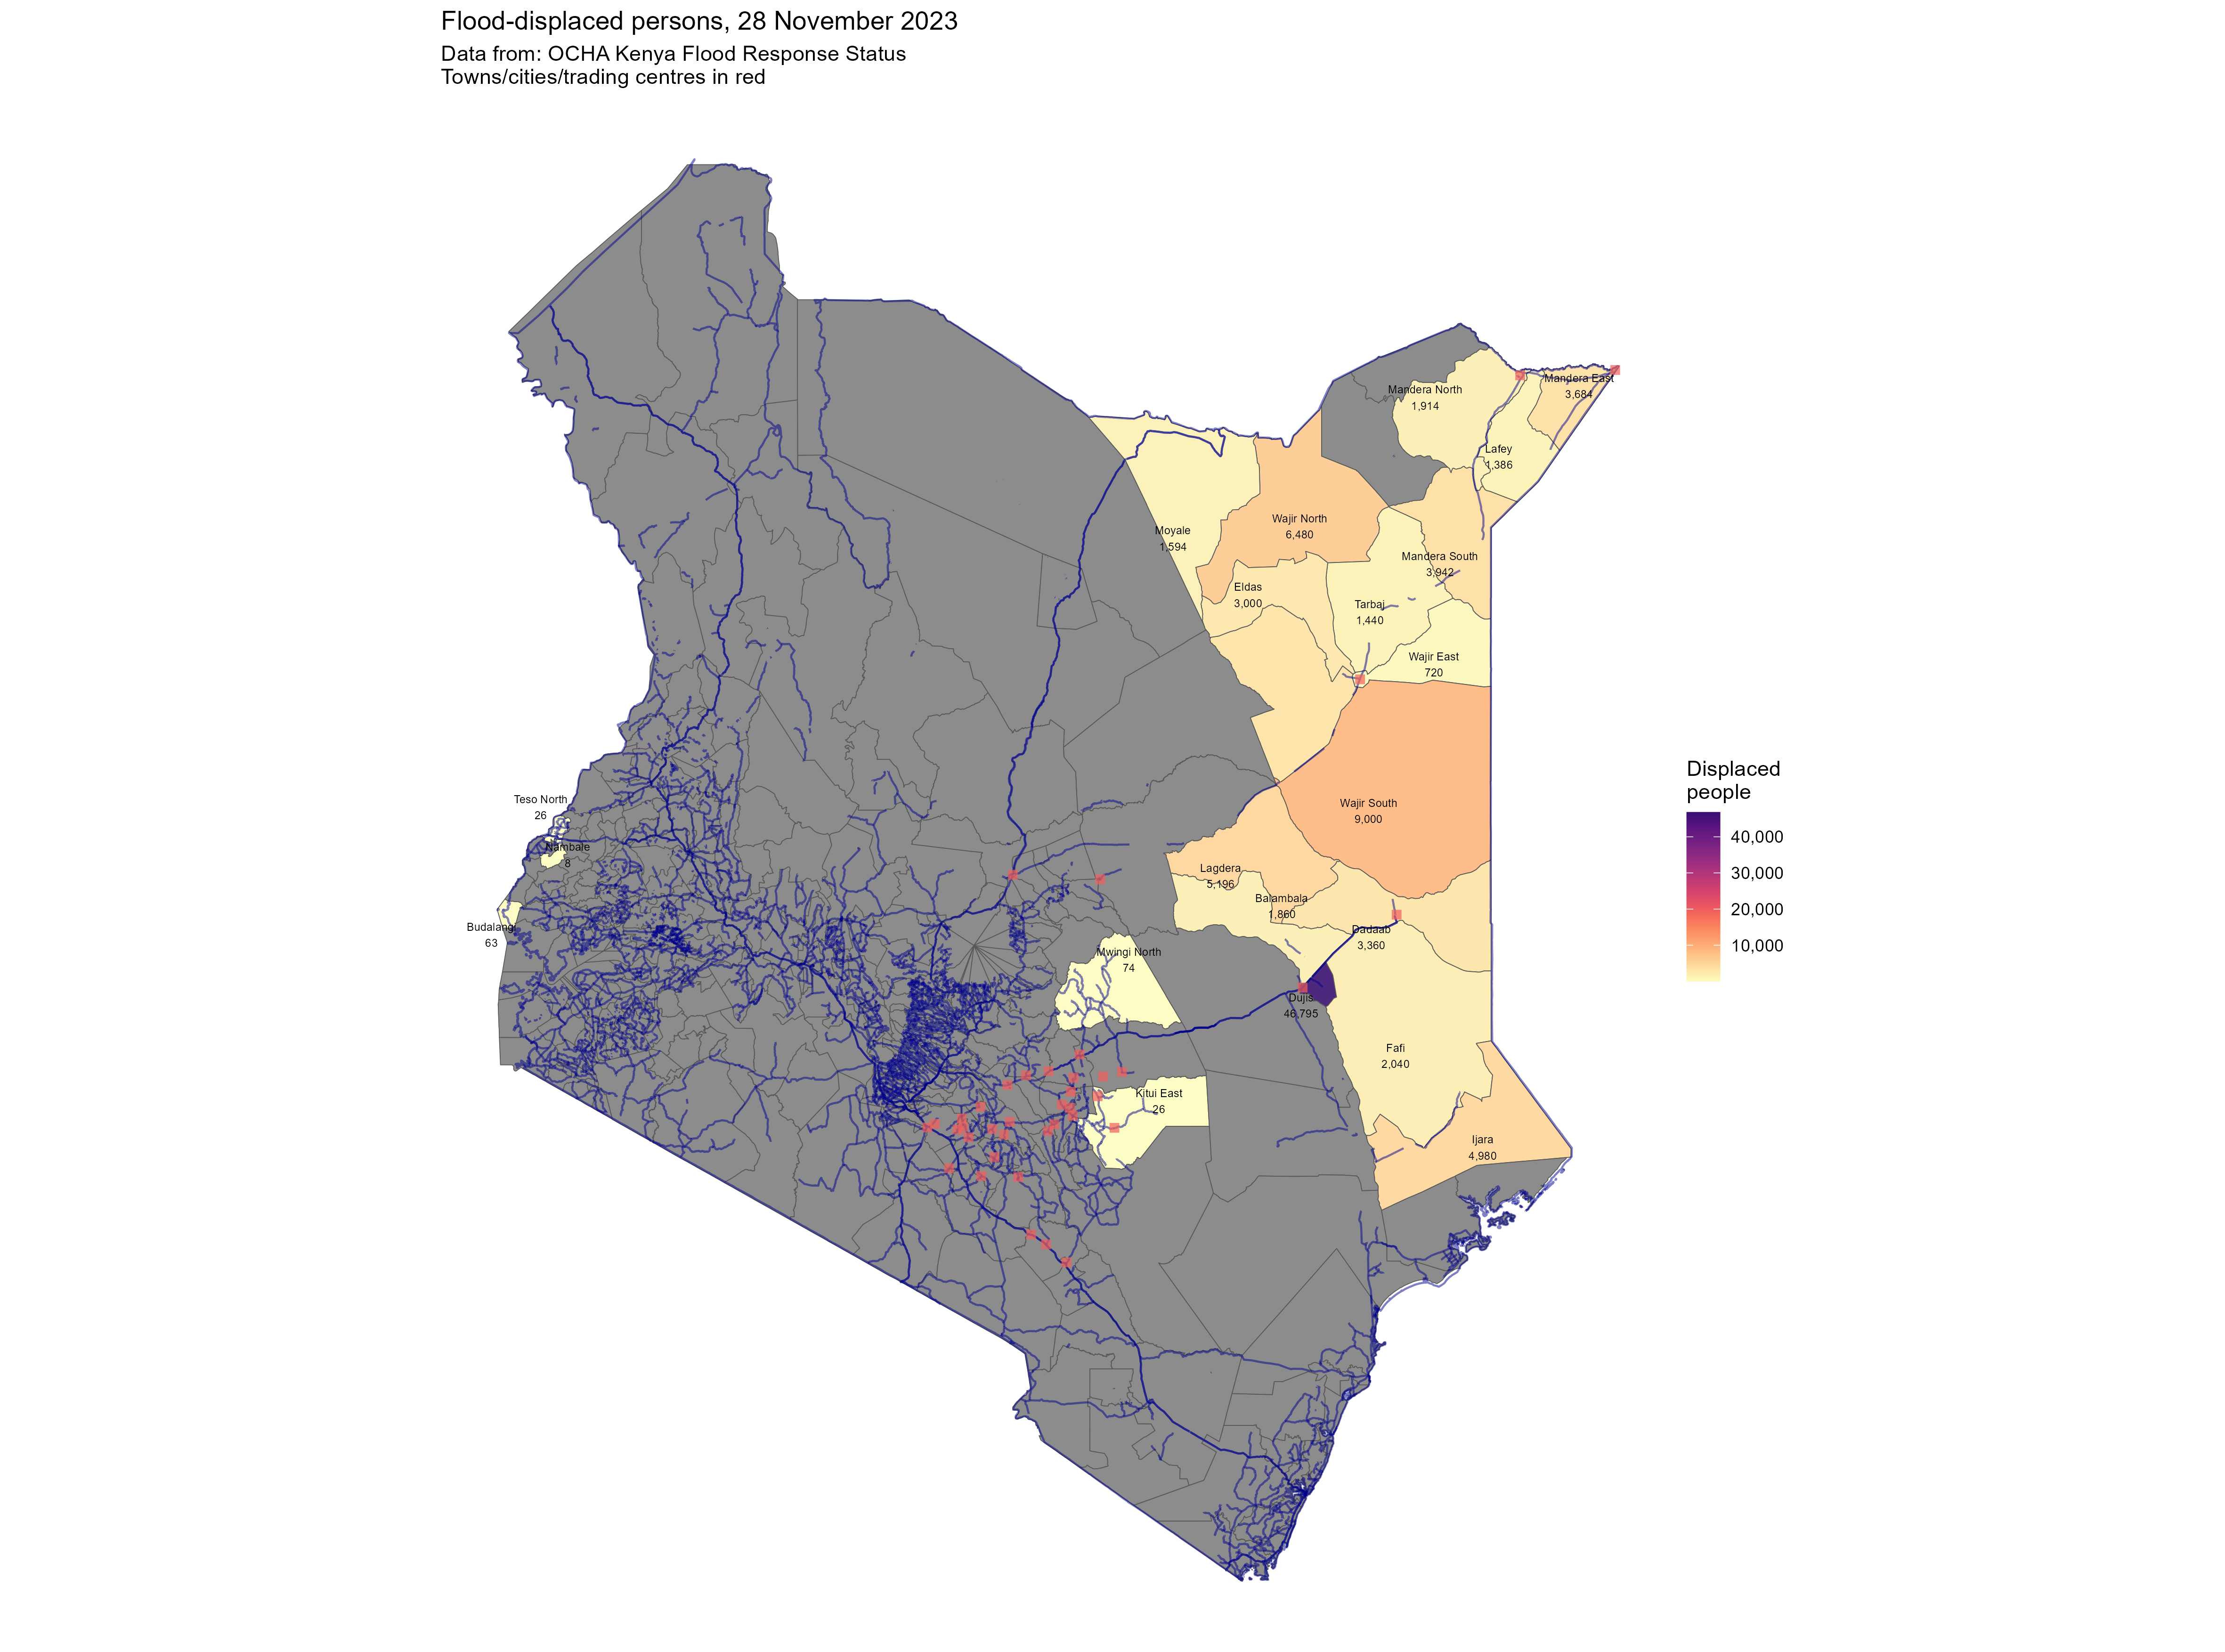 Flood-displaced persons, 28 November 2023
Data from: OCHA Kenya Flood Response Status
Towns/cities/trading centres in red
Mandera North
1,914
Mandera East
3,684
Lafey
1,386
Moyale
1,594
Wajir North
6,480
Mandera South
3,942
Eldas
3,000
Tarbaj
1,440
Wajir East
720
Displaced
people
40,000
30,000
20,000
10,000
Teso North
26
Nambale
8
Wajir South
9,000
Lagdera
5,196
Balambala
1,860
Budalangi
63
Dadaab
3,360
Mwingi North
74
Dujis
46,795
Fafi
2,040
Kitui East
26
Ijara
4,980